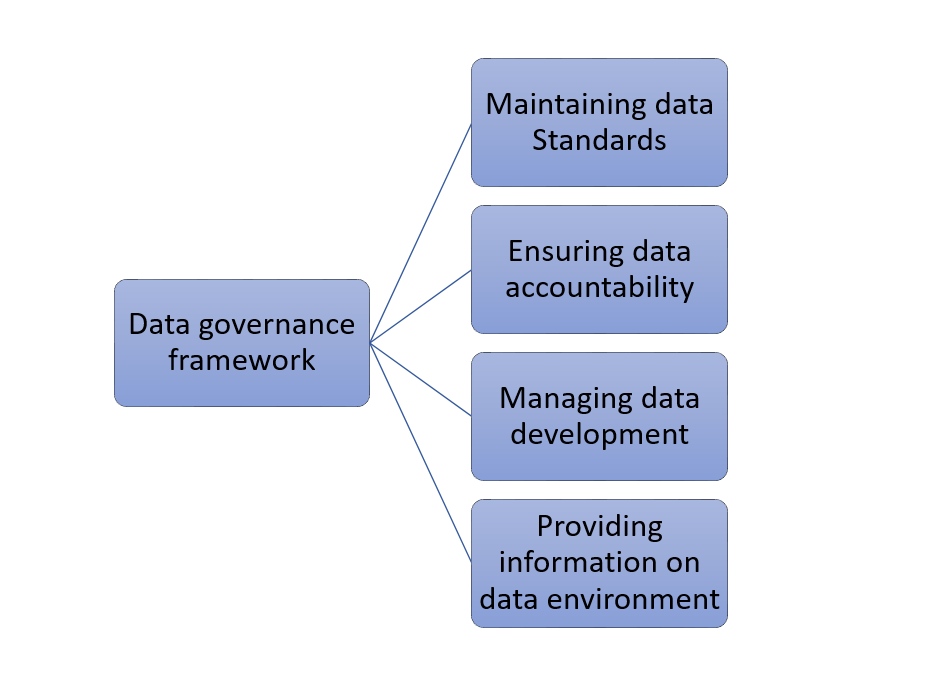 Maintaining data
Standards
Ensuring data
accountability
Data governance
framework
Managing data
development
Providing
information on
data environment